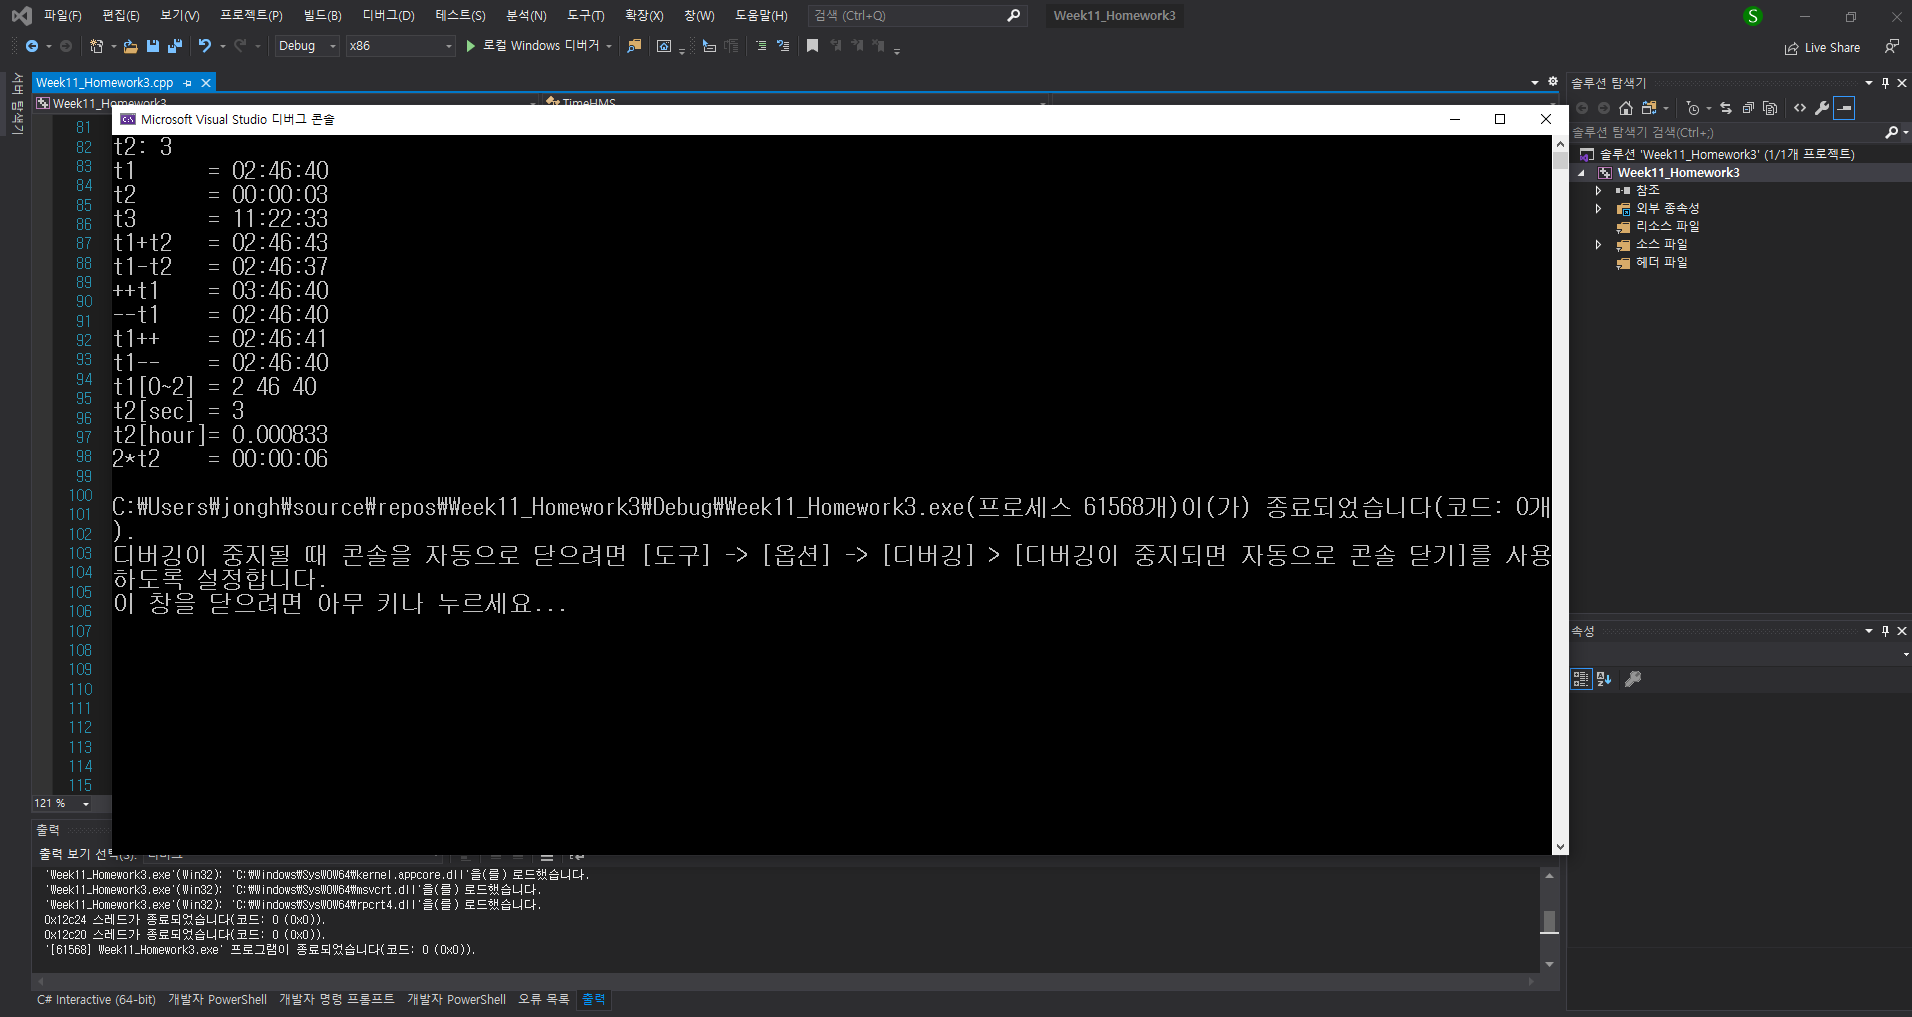 파일(F) 편집(E) 보기(V) 프로젝트(P) 빌드(B) 디버그(D) 테스트(S) 분석(N) 도구(T) 확장(X) 창(W) 도움말(H) 검색 (Ctrl+Q) Week11_Homework3 S
Debug x86 로컬 Windows 디버거 Live Share
서버 탐색기
Week11_Homework3.cpp
Week11_Homework3 TimeHMS
Microsoft Visual Studio 디버그 콘솔
81
82
83
84
85
86
87
88
89
90
91
92
93
94
95
96
97
98
99
100
101
102
103
104
105
106
107
108
109
110
111
112
113
114
115
121 %
t2: 3
t1      = 02:46:40
t2      = 00:00:03
t3      = 11:22:33
t1+t2   = 02:46:43
t1-t2   = 02:46:37
++t1    = 03:46:40
--t1    = 02:46:40
t1++    = 02:46:41
t1--    = 02:46:40
t1[0~2] = 2 46 40
t2[sec] = 3
t2[hour]= 0.000833
2*t2    = 00:00:06
C:₩Users₩jongh₩source₩repos₩Week11_Homework3₩Debug₩Week11_Homework3.exe(프로세스 61568개)이(가) 종료되었습니다(코드: 0개
).
디버깅이 중지될 때 콘솔을 자동으로 닫으려면 [도구] -> [옵션] -> [디버깅] > [디버깅이 중지되면 자동으로 콘솔 닫기]를 사용
하도록 설정합니다.
이 창을 닫으려면 아무 키나 누르세요...
솔루션 탐색기
솔루션 탐색기 검색(Ctrl+;)
솔루션 'Week11_Homework3' (1/1개 프로젝트)
Week11_Homework3
참조
외부 종속성
리소스 파일
소스 파일
헤더 파일
속성
출력
출력 보기 선택(S): 디버그
'Week11_Homework3.exe'(Win32): 'C:₩Windows₩SysWOW64₩kernel.appcore.dll'을(를) 로드했습니다.
'Week11_Homework3.exe'(Win32): 'C:₩Windows₩SysWOW64₩msvcrt.dll'을(를) 로드했습니다.
'Week11_Homework3.exe'(Win32): 'C:₩Windows₩SysWOW64₩rpcrt4.dll'을(를) 로드했습니다.
0x12c24 스레드가 종료되었습니다(코드: 0 (0x0)).
0x12c20 스레드가 종료되었습니다(코드: 0 (0x0)).
'[61568] Week11_Homework3.exe' 프로그램이 종료되었습니다(코드: 0 (0x0)).
C# Interactive (64-bit) 개발자 PowerShell 개발자 명령 프롬프트 개발자 PowerShell 오류 목록 출력